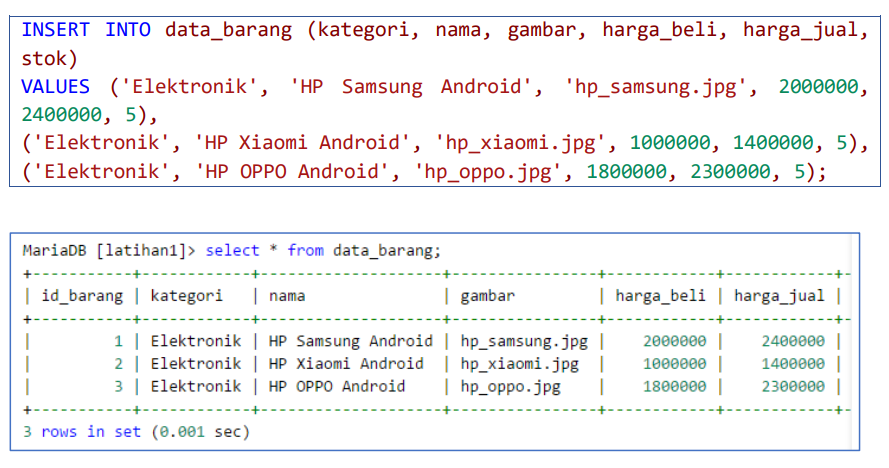 INSERT INTO data_barang (kategori, nama, gambar, harga_beli, harga_jual,
stok)
VALUES ('Elektronik', 'HP Samsung Android', 'hp_samsung.jpg', 2000000,
2400000, 5),
('Elektronik', 'HP Xiaomi Android', 'hp_xiaomi.jpg', 1000000, 1400000, 5),
('Elektronik', 'HP OPPO Android', 'hp_oppo.jpg', 1800000, 2300000, 5);
MariaDB [latihan1]> select * from data_barang;
+-----------+------------+--------------------+----------------+------------+------------+-
| id_barang | kategori | nama | gambar | harga_beli | harga_jual |
+-----------+------------+--------------------+----------------+------------+------------+-
| 1 | Elektronik | HP Samsung Android | hp_samsung.jpg | 2000000 | 2400000 |
| 2 | Elektronik | HP Xiaomi Android | hp_xiaomi.jpg | 1000000 | 1400000 |
| 3 | Elektronik | HP OPPO Android | hp_oppo.jpg | 1800000 | 2300000 |
+-----------+------------+--------------------+----------------+------------+------------+-
3 rows in set (0.001 sec)